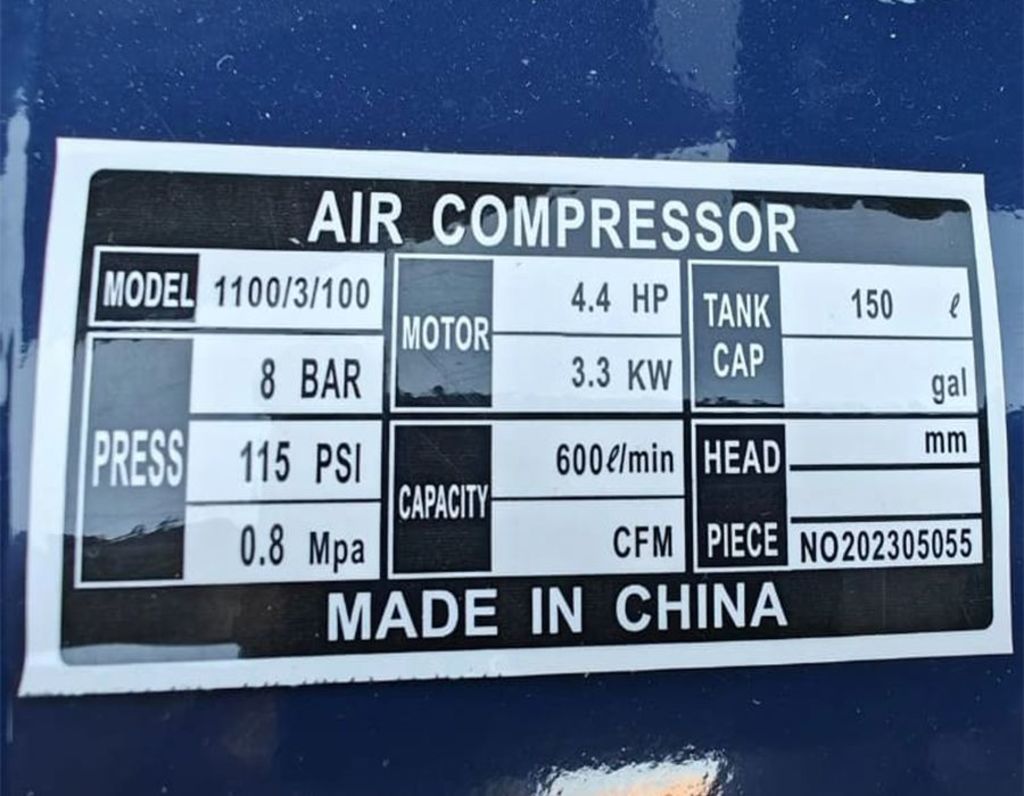 AIR COMPRESSOR
MODEL 1100/3/100
PRESS
8 BAR
115 PSI
0.8 Mpa
MOTOR
4.4 HP
3.3 KW
CAPACITY
600ℓ/min
CFM
TANK
CAP
150 ℓ
gal
HEAD
PIECE
mm
NO202305055
MADE IN CHINA